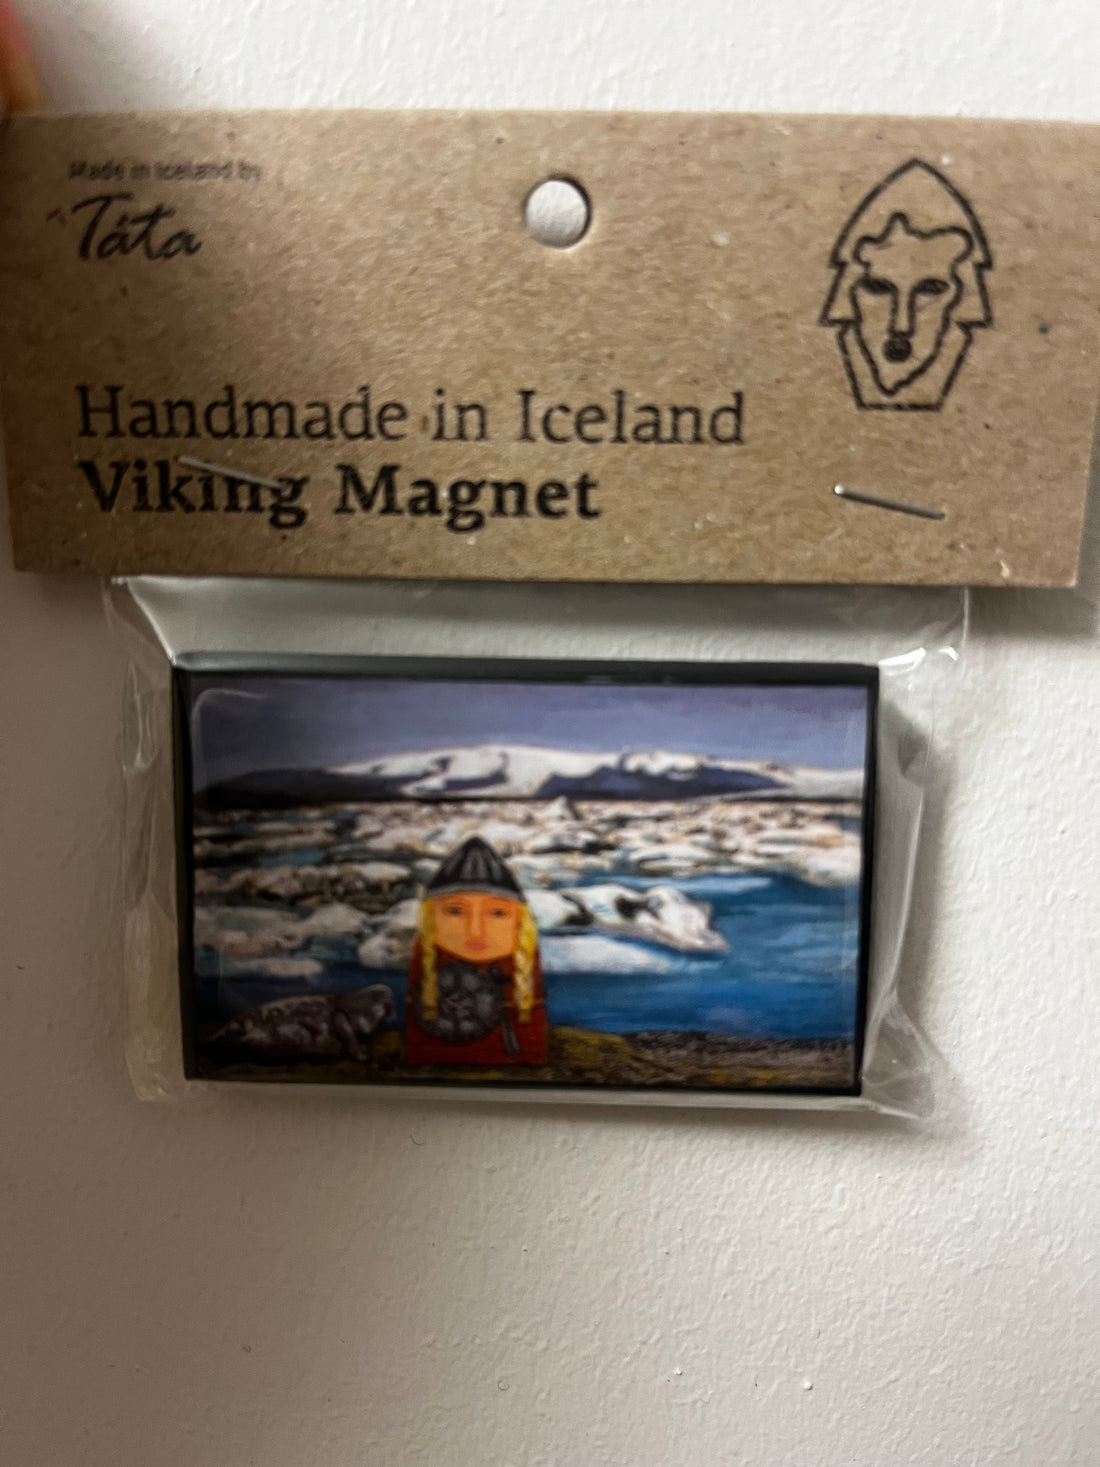 Made in Iceland by
Táta
Handmade in Iceland
Viking Magnet